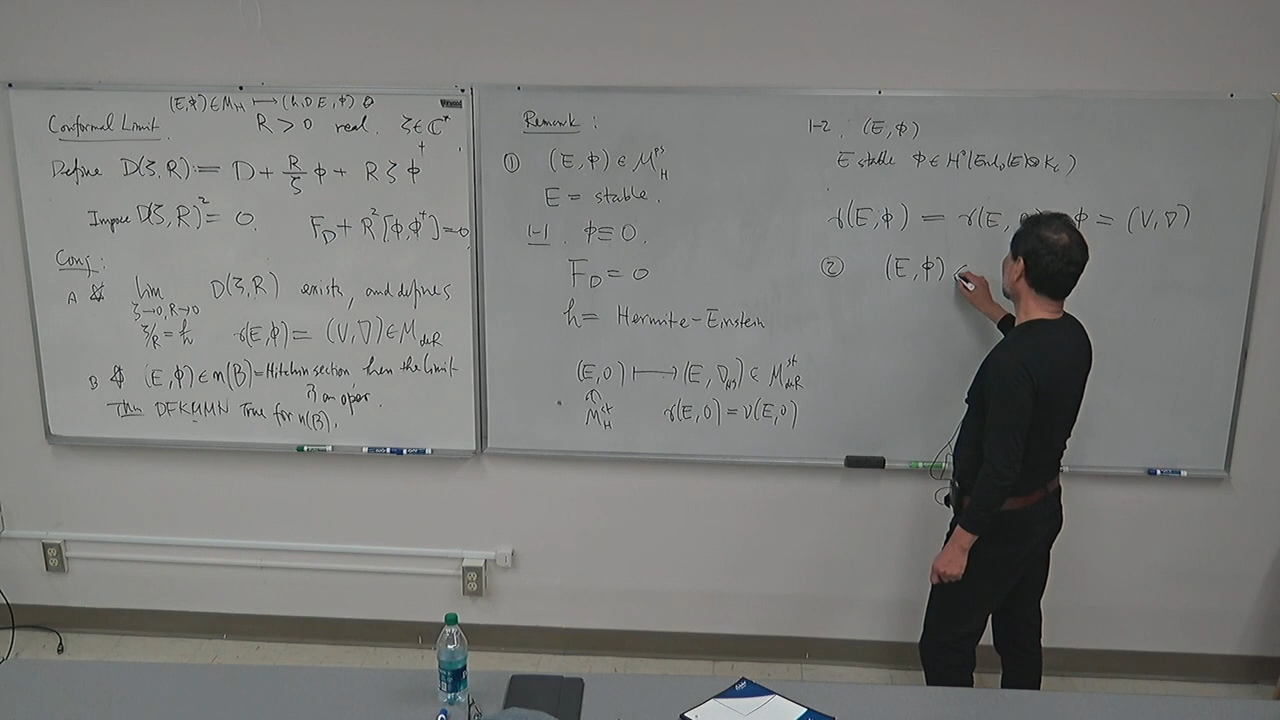 (E,Φ) ∈ M_H ⟼ (h, D, E, Φ)
Conformal Limit. R > 0 real. ζ ∈ ℂ*
Define D(ζ,R) := D + R/ζ Φ + R ζ Φ†
Impose D(ζ,R)² = 0. F_D + R²[Φ,Φ†] = 0
Conj:
A lim D(ζ,R) exists, and defines
ζ→0, R→0
ζ/R = ħ γ(E,Φ) = (V,∇) ∈ M_deR
B (E,Φ) ∈ η(B) = Hitchin section then the limit
is an oper.
Thm DFKMMN True for η(B).
Remark :
① (E,Φ) ∈ M_H^ps
E = stable.
1-1. Φ ≡ 0.
F_D = 0
h = Hermite-Einstein
(E,0) ⟼ (E, D_NS) ∈ M_deR^st
M_H^st γ(E,0) = ν(E,0)
1-2. (E,Φ)
E stable Φ ∈ H⁰(End₀(E)⊗K_C)
γ(E,Φ) = γ(E, Φ = (V,∇)
② (E,Φ) ∈